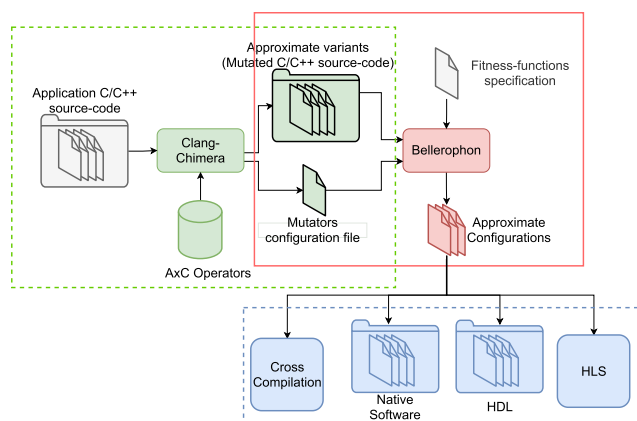 Approximate variants
(Mutated C/C++ source-code)
Fitness-functions
specification
Application C/C++
source-code
Clang-
Chimera
Bellerophon
Mutators
configuration file
Approximate
Configurations
AxC Operators
Cross
Compilation
Native
Software
HDL
HLS